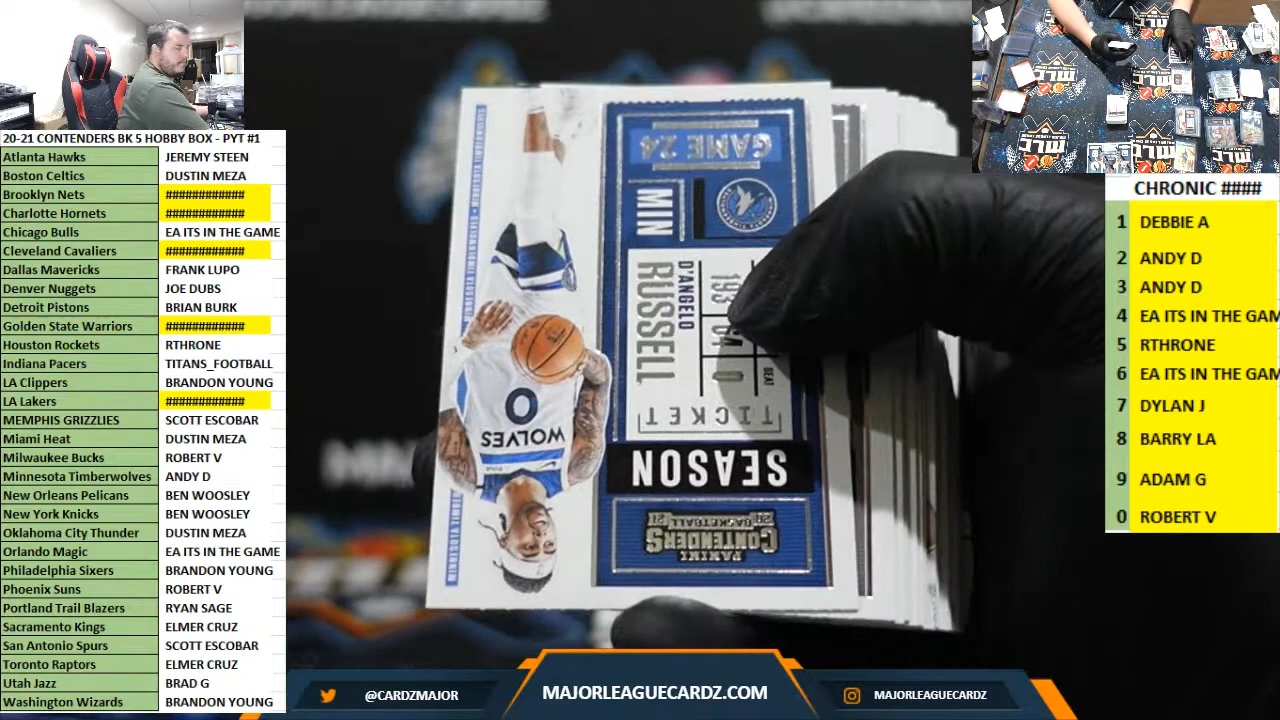 20-21 CONTENDERS BK 5 HOBBY BOX - PYT #1
Atlanta Hawks JEREMY STEEN
Boston Celtics DUSTIN MEZA
Brooklyn Nets ############
Charlotte Hornets ############
Chicago Bulls EA ITS IN THE GAME
Cleveland Cavaliers ############
Dallas Mavericks FRANK LUPO
Denver Nuggets JOE DUBS
Detroit Pistons BRIAN BURK
Golden State Warriors ############
Houston Rockets RTHRONE
Indiana Pacers TITANS_FOOTBALL
LA Clippers BRANDON YOUNG
LA Lakers ############
MEMPHIS GRIZZLIES SCOTT ESCOBAR
Miami Heat DUSTIN MEZA
Milwaukee Bucks ROBERT V
Minnesota Timberwolves ANDY D
New Orleans Pelicans BEN WOOSLEY
New York Knicks BEN WOOSLEY
Oklahoma City Thunder DUSTIN MEZA
Orlando Magic EA ITS IN THE GAME
Philadelphia Sixers BRANDON YOUNG
Phoenix Suns ROBERT V
Portland Trail Blazers RYAN SAGE
Sacramento Kings ELMER CRUZ
San Antonio Spurs SCOTT ESCOBAR
Toronto Raptors ELMER CRUZ
Utah Jazz BRAD G
Washington Wizards BRANDON YOUNG
GAME 24
MIN
D'ANGELO
RUSSELL
SEAT
0
TICKET
SEASON
PANINI
CONTENDERS
BASKETBALL
WOLVES
0
MLC
MLC
MLC
MLC
CHRONIC ####
1 DEBBIE A
2 ANDY D
3 ANDY D
4 EA ITS IN THE GAM
5 RTHRONE
6 EA ITS IN THE GAM
7 DYLAN J
8 BARRY LA
9 ADAM G
0 ROBERT V
@CARDZMAJOR
MAJORLEAGUECARDZ.COM
MAJORLEAGUECARDZ